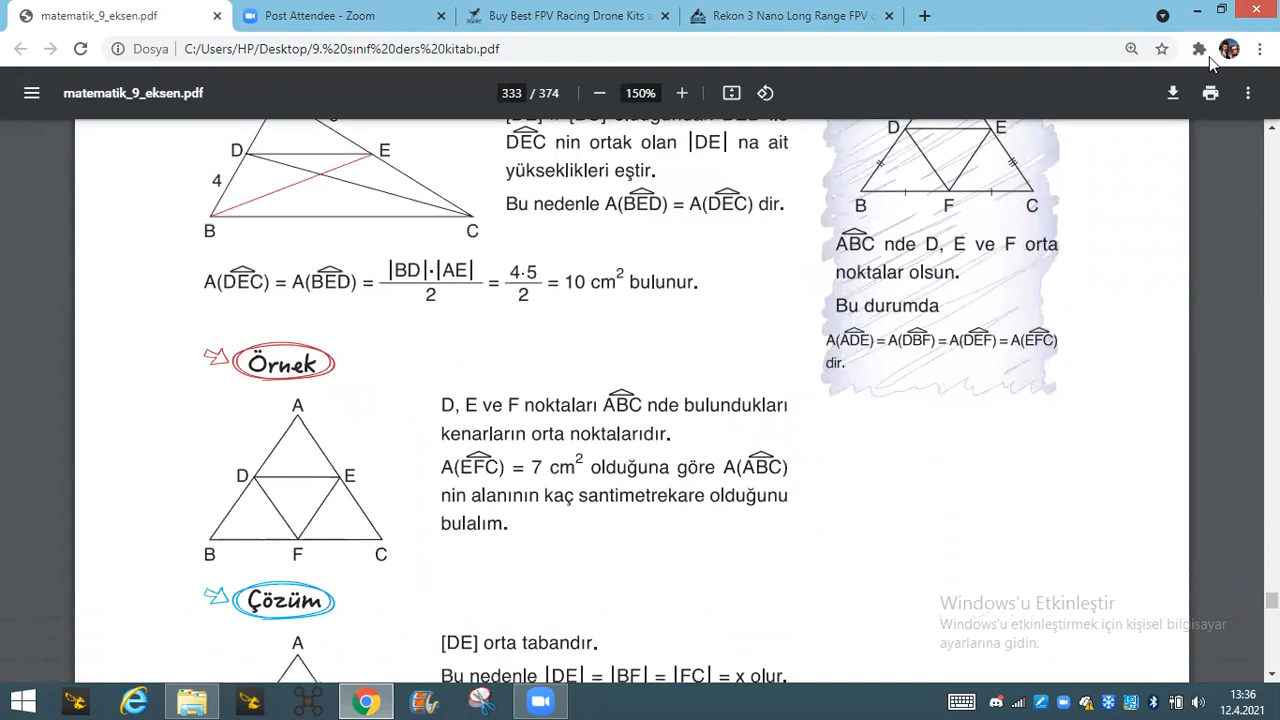 matematik_9_eksen.pdf
Post Attendee - Zoom
Buy Best FPV Racing Drone Kits a
Rekon 3 Nano Long Range FPV q
Dosya
C:/Users/HP/Desktop/9.%20sınıf%20ders%20kitabı.pdf
matematik_9_eksen.pdf
333 / 374
150%
D
E
4
B
C
DEC nin ortak olan |DE| na ait
yükseklikleri eştir.
Bu nedenle A(BED) = A(DEC) dir.
A(DEC) = A(BED) = |BD|·|AE| / 2 = 4·5 / 2 = 10 cm² bulunur.
D
E
B
F
C
ABC nde D, E ve F orta
noktalar olsun.
Bu durumda
A(ADE) = A(DBF) = A(DEF) = A(EFC)
dir.
Örnek
A
D
E
B
F
C
D, E ve F noktaları ABC nde bulundukları
kenarların orta noktalarıdır.
A(EFC) = 7 cm² olduğuna göre A(ABC)
nin alanının kaç santimetrekare olduğunu
bulalım.
Çözüm
A
[DE] orta tabandır.
Bu nedenle |DE| = |BF| = |FC| = x olur.
Windows'u Etkinleştir
Windows'u etkinleştirmek için kişisel bilgisayar
ayarlarına gidin.
13:36
12.4.2021